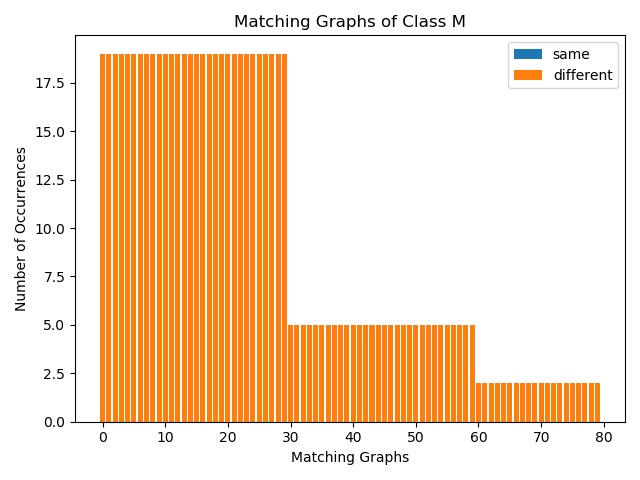 Matching Graphs of Class M
same
different
Number of Occurrences
17.5
15.0
12.5
10.0
7.5
5.0
2.5
0.0
0 10 20 30 40 50 60 70 80
Matching Graphs